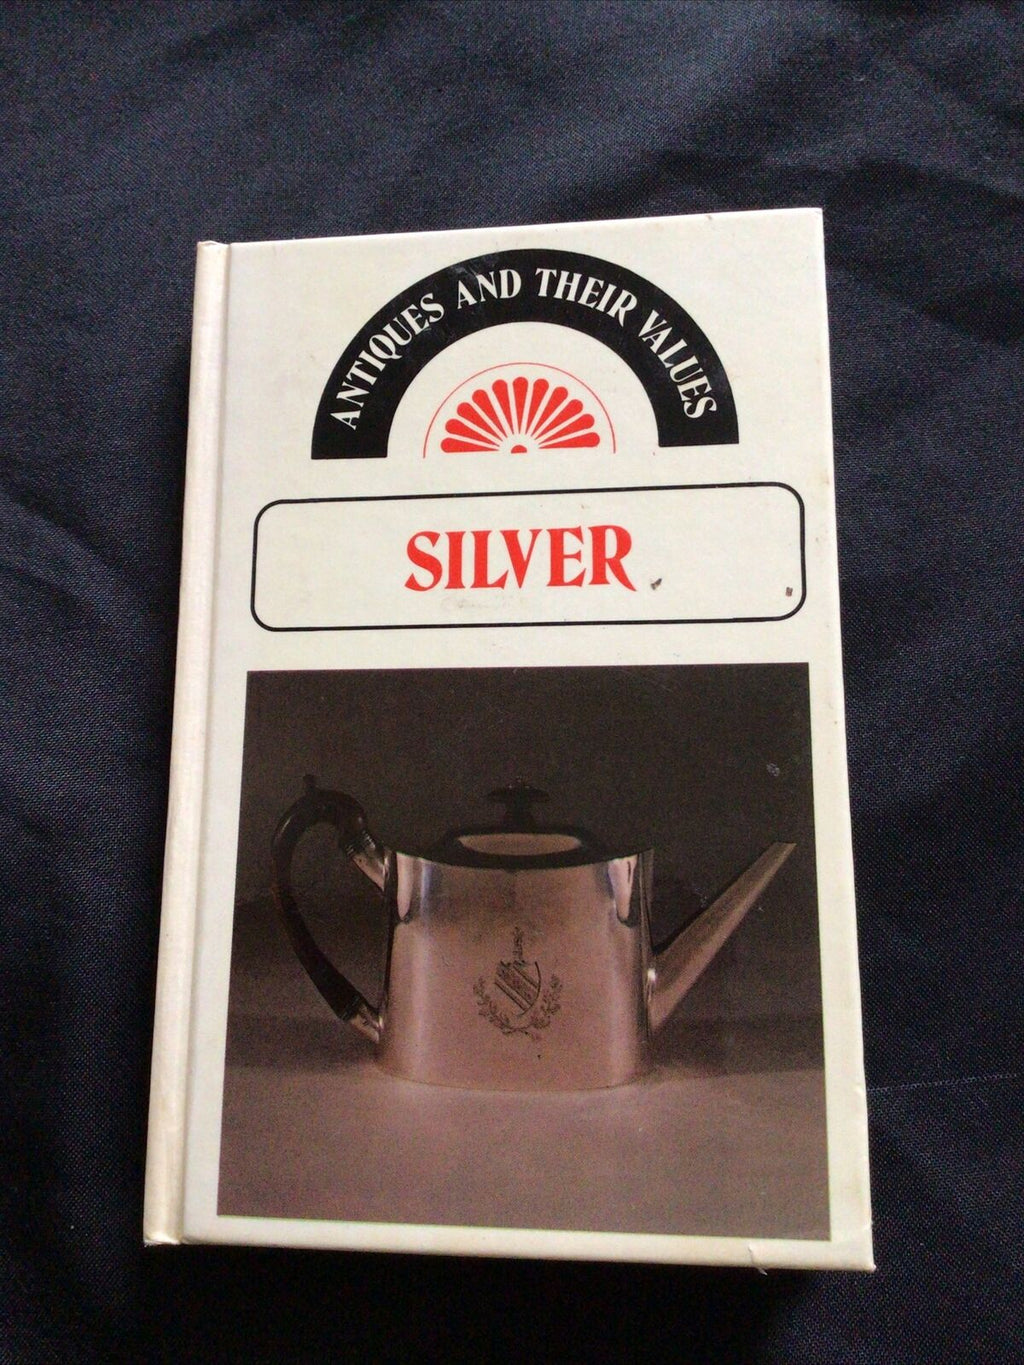 ANTIQUES AND THEIR VALUES
SILVER